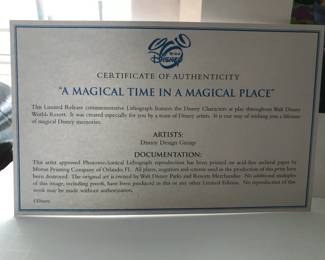 Walt
Disney
World
CERTIFICATE OF AUTHENTICITY
"A MAGICAL TIME IN A MAGICAL PLACE"
This Limited Release commemorative Lithograph features the Disney Characters at play throughout Walt Disney
World® Resort. It was created especially for you by a team of Disney artists. It is our way of wishing you a lifetime
of magical Disney memories.
ARTISTS:
Disney Design Group
DOCUMENTATION:
This artist approved Photomechanical reproduction has been printed on acid-free archival paper by
Moran Printing Company of Orlando, FL. All plates, negatives and screens used in the production of this print have
been destroyed. The original art is owned by Walt Disney Parks and Resorts Merchandise. No additional multiples
of this image, including proofs, have been produced in this or any other Limited Edition. No reproduction of this
work may be made without authorization.
©Disney